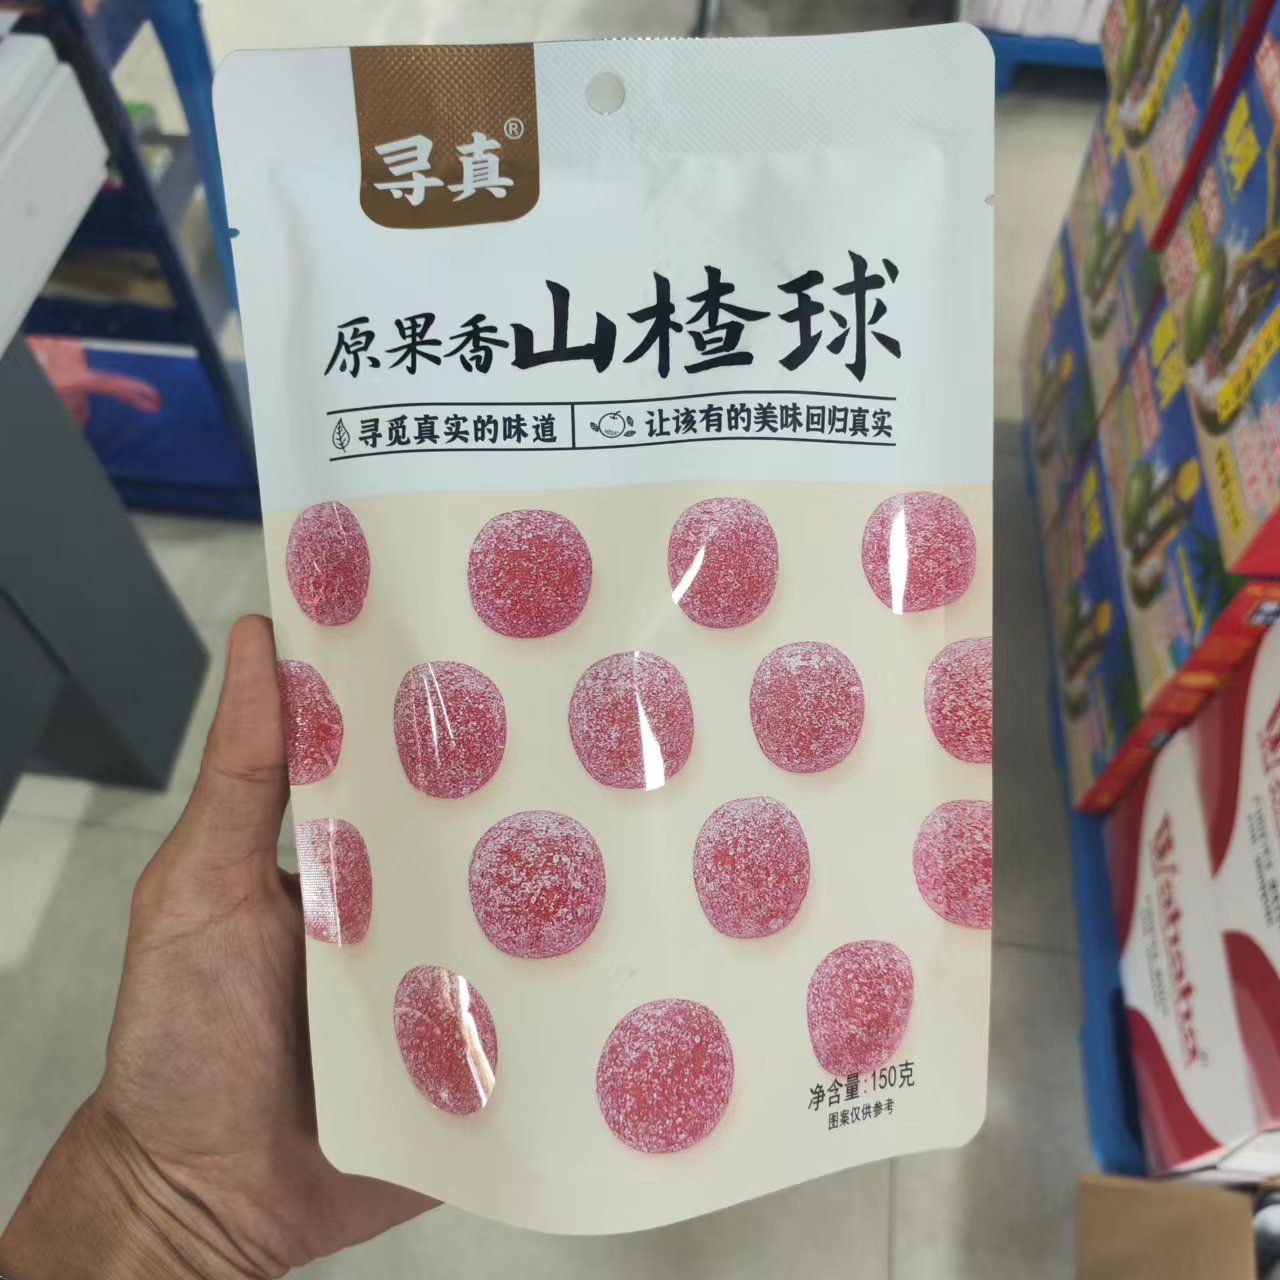 寻真®
原果香山楂球
寻觅真实的味道 让该有的美味回归真实
净含量:150克
图案仅供参考